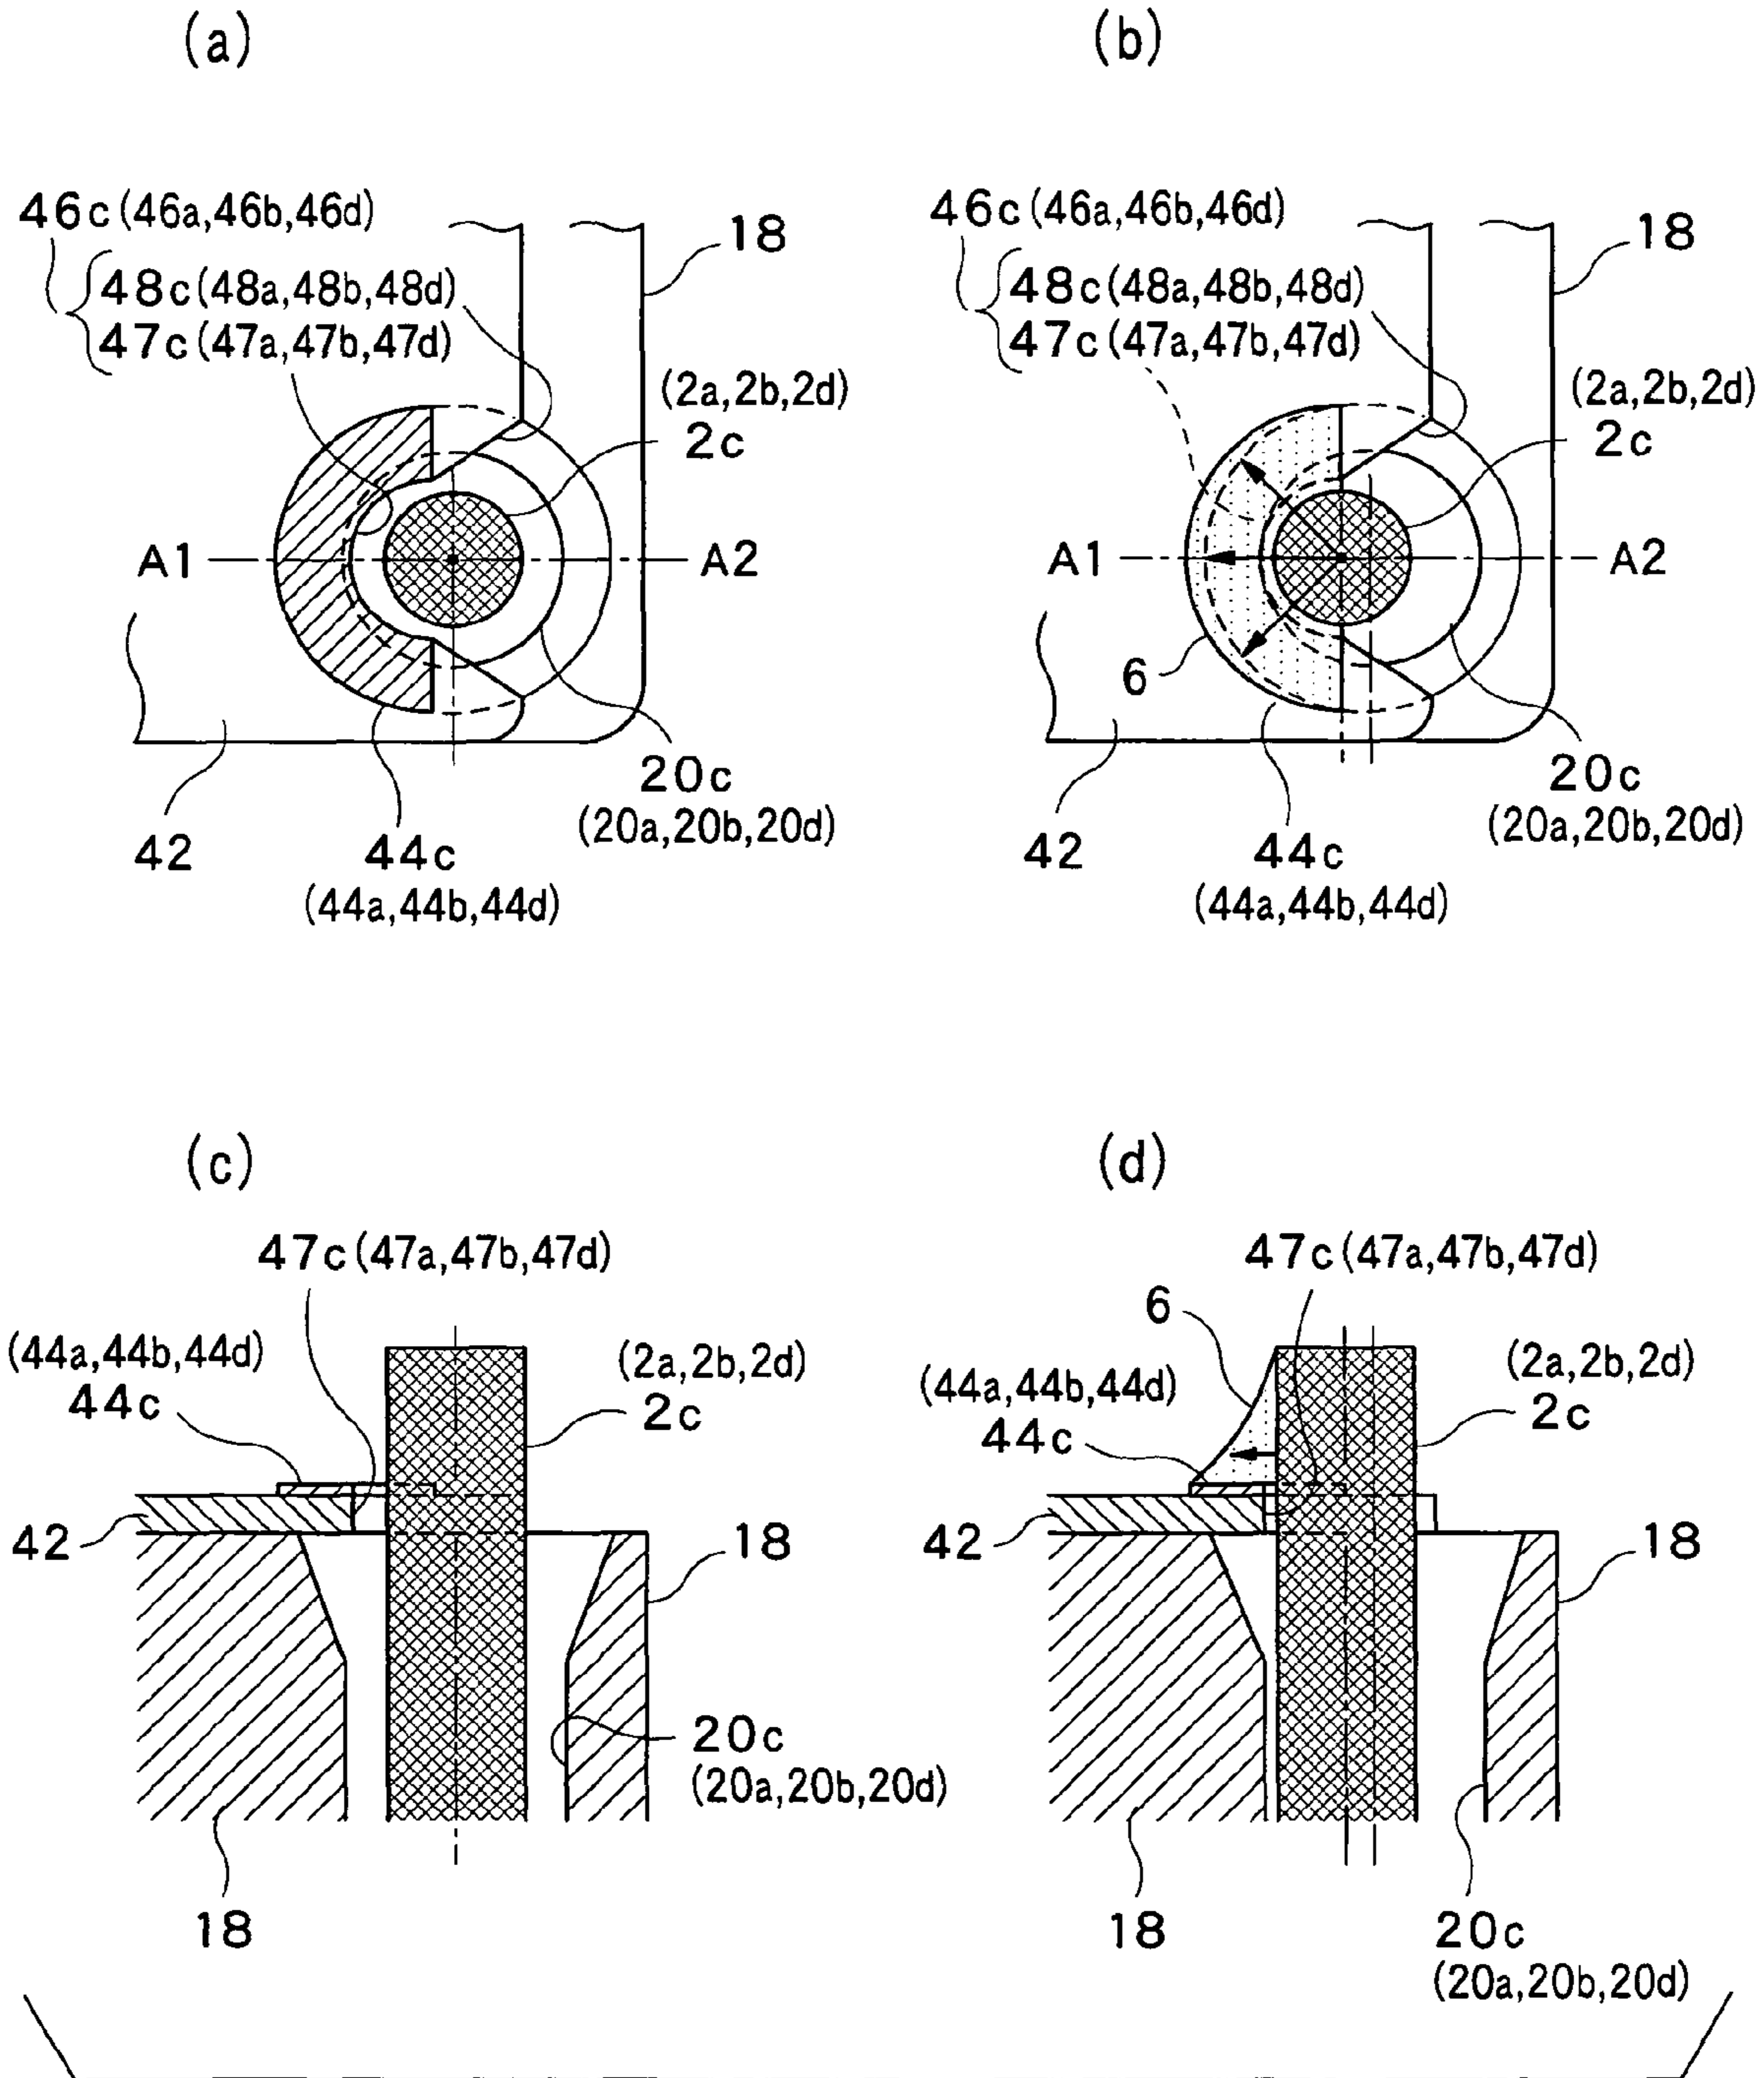 (a)
46c(46a,46b,46d)
48c(48a,48b,48d)
47c(47a,47b,47d)
18
(2a,2b,2d)
2c
A1
A2
20c
(20a,20b,20d)
42
44c
(44a,44b,44d)
(b)
46c(46a,46b,46d)
48c(48a,48b,48d)
47c(47a,47b,47d)
18
(2a,2b,2d)
2c
A1
A2
6
20c
(20a,20b,20d)
42
44c
(44a,44b,44d)
(c)
47c(47a,47b,47d)
(44a,44b,44d)
44c
(2a,2b,2d)
2c
42
18
20c
(20a,20b,20d)
18
(d)
47c(47a,47b,47d)
6
(44a,44b,44d)
44c
(2a,2b,2d)
2c
42
18
18
20c
(20a,20b,20d)